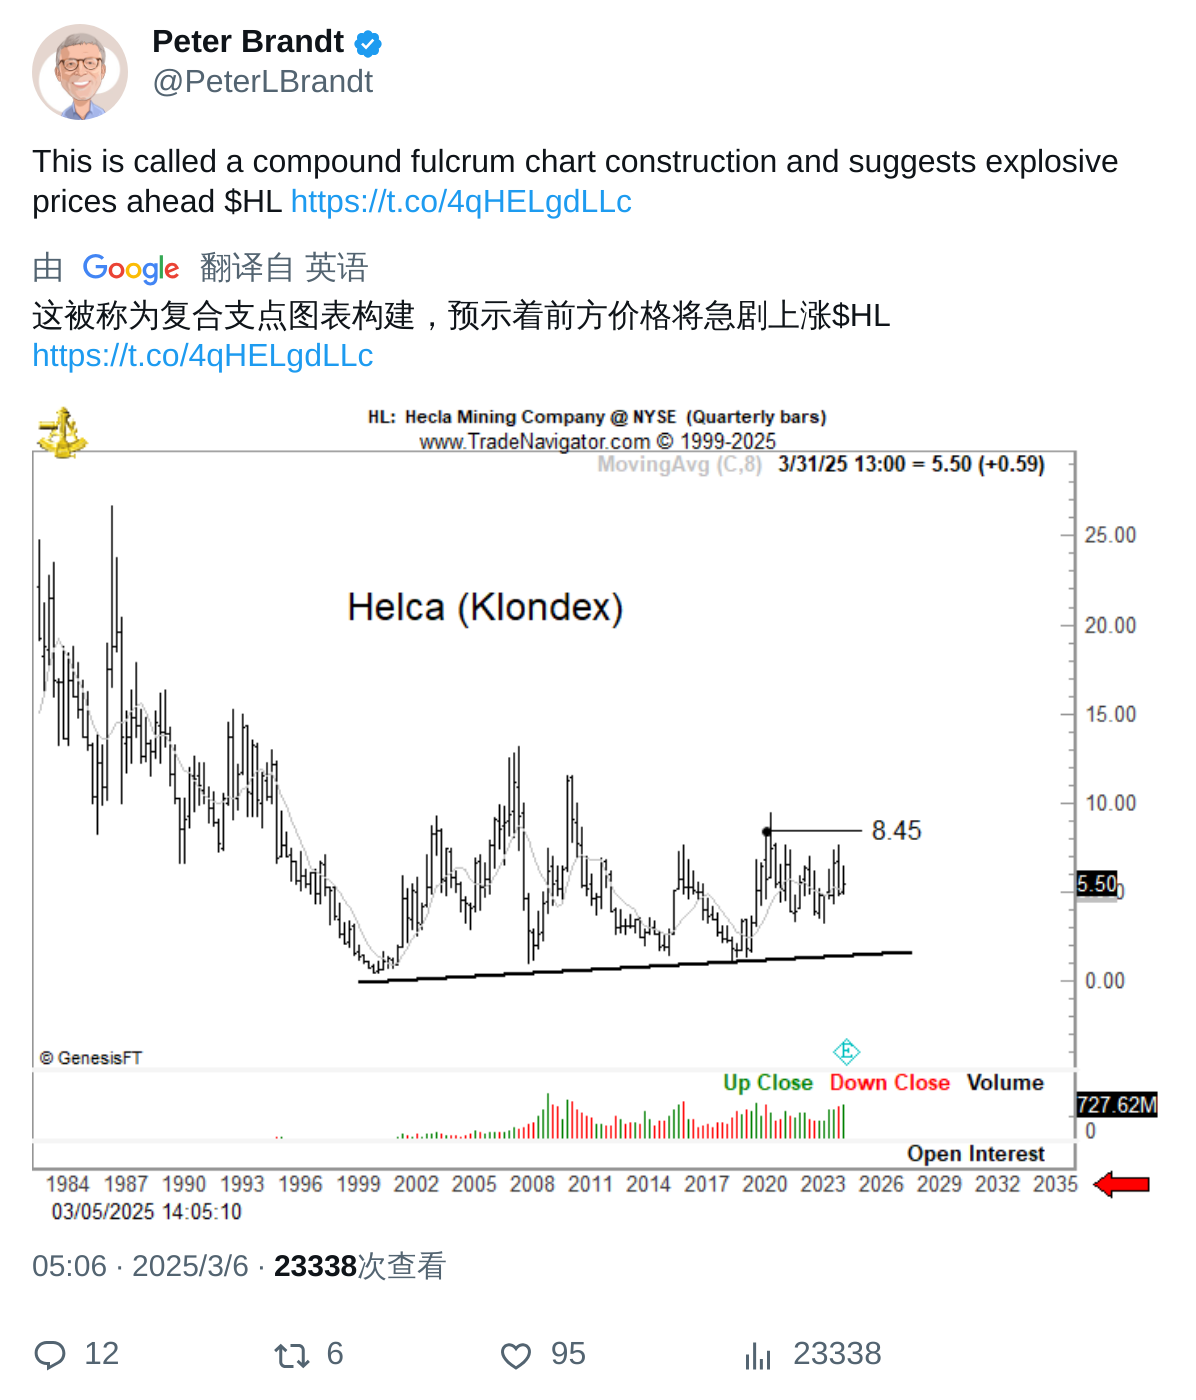 Peter Brandt
@PeterLBrandt
This is called a compound fulcrum chart construction and suggests explosive
prices ahead $HL https://t.co/4qHELgdLLc
由 Google 翻译自 英语
这被称为复合支点图表构建，预示着前方价格将急剧上涨$HL
https://t.co/4qHELgdLLc
HL: Hecla Mining Company @ NYSE (Quarterly bars)
www.TradeNavigator.com © 1999-2025
MovingAvg (C,8) 3/31/25 13:00 = 5.50 (+0.59)
25.00
Helca (Klondex)
20.00
15.00
10.00
8.45
5.50
0.00
E
© GenesisFT
Up Close Down Close Volume
727.62M
0
Open Interest
1984 1987 1990 1993 1996 1999 2002 2005 2008 2011 2014 2017 2020 2023 2026 2029 2032 2035
03/05/2025 14:05:10
05:06 · 2025/3/6 · 23338次查看
12 6 95 23338